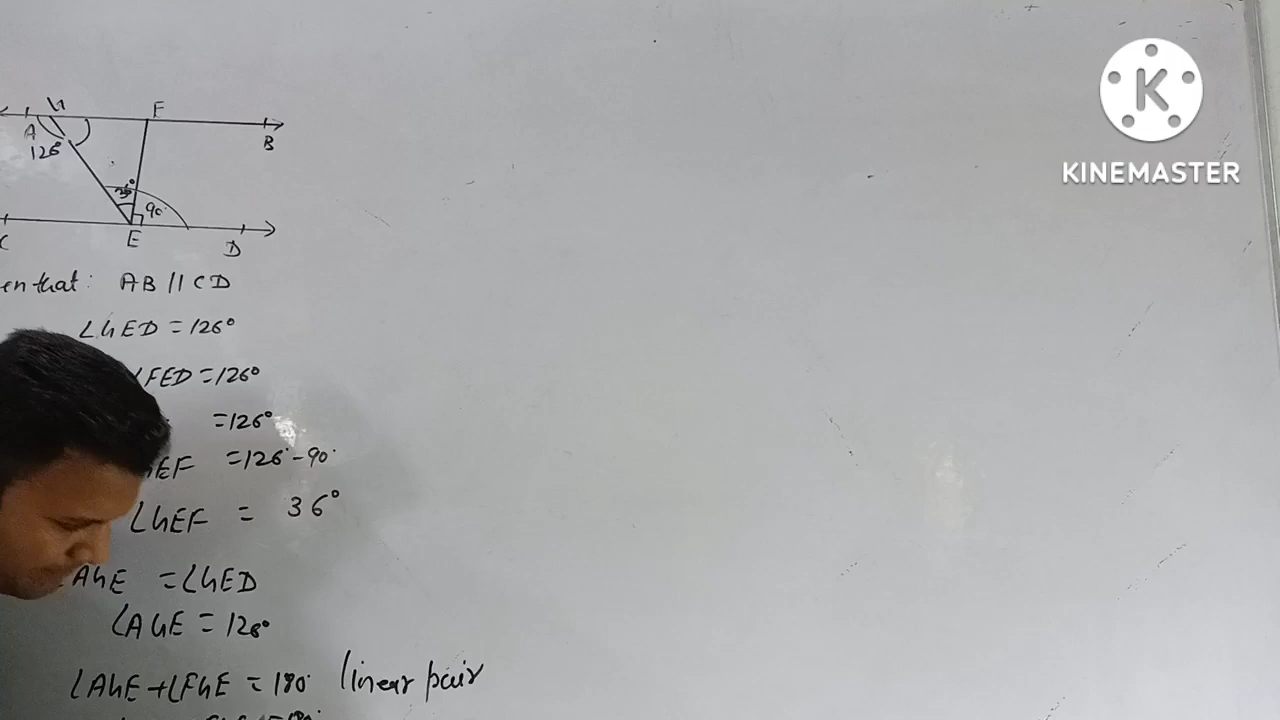 F
A
B
126°
90°
C
E
D
en that: AB // CD
∠GED = 126°
∠FED = 126°
= 126°
GEF = 126° - 90°
∠GEF = 36°
AGE = ∠GED
∠AGE = 126°
∠AGE + ∠FGE = 180° linear pair
K
KINEMASTER